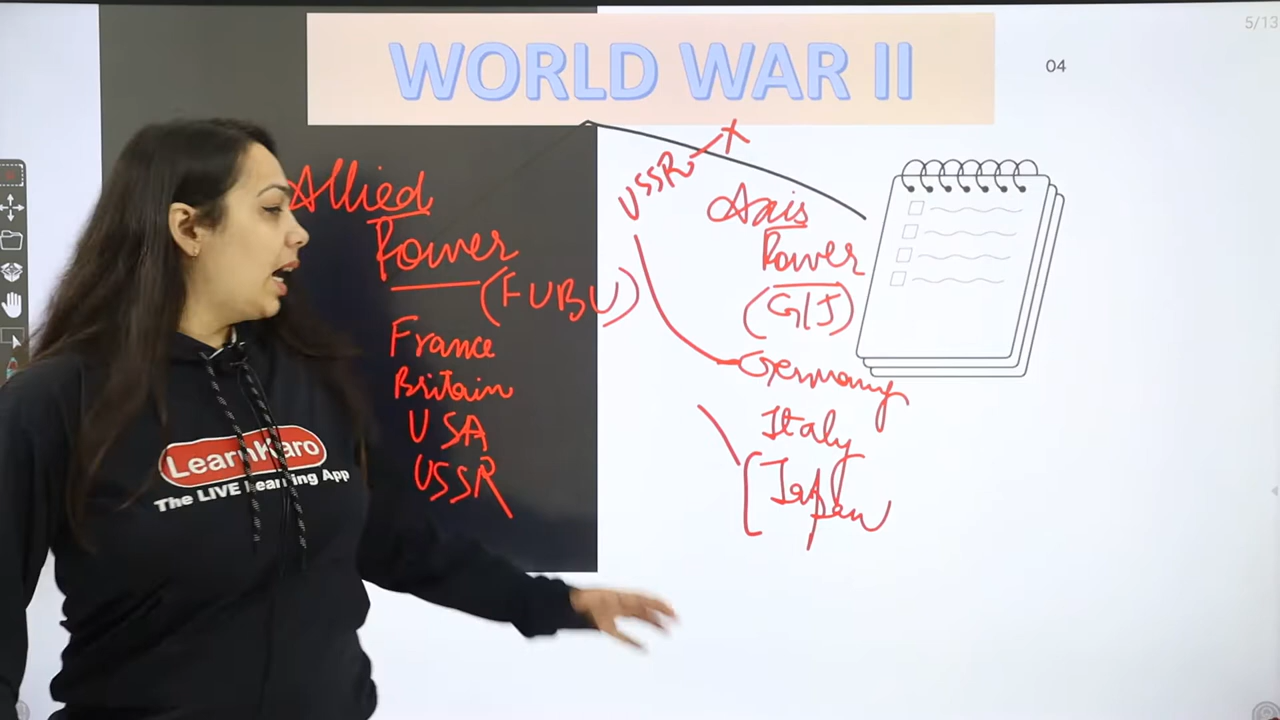 5/13
WORLD WAR II
04
Allied
Power
(FUBU)
France
Britain
USA
USSR
USSR
Axis
Power
(GIJ)
Germany
Italy
Japan
LearnKaro
The LIVE Learning App